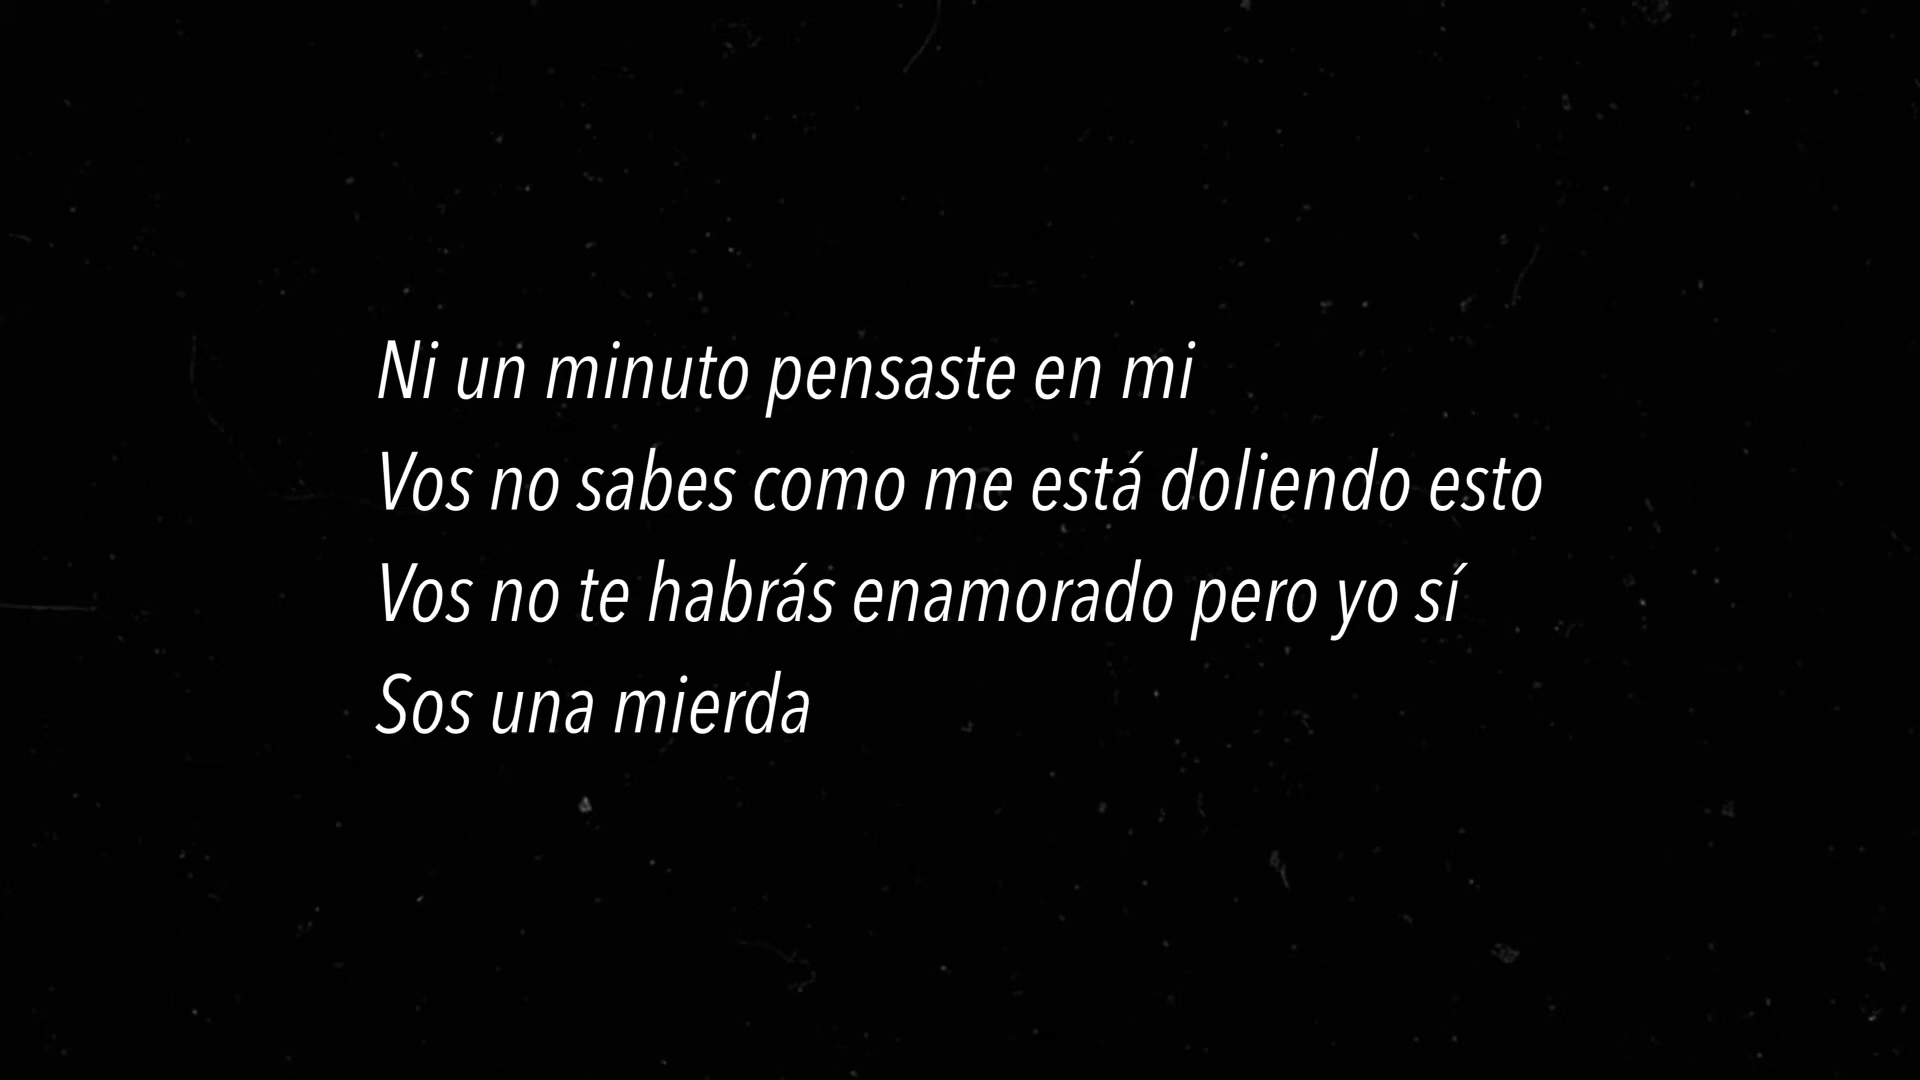 Ni un minuto pensaste en mi
Vos no sabes como me está doliendo esto
Vos no te habrás enamorado pero yo sí
Sos una mierda